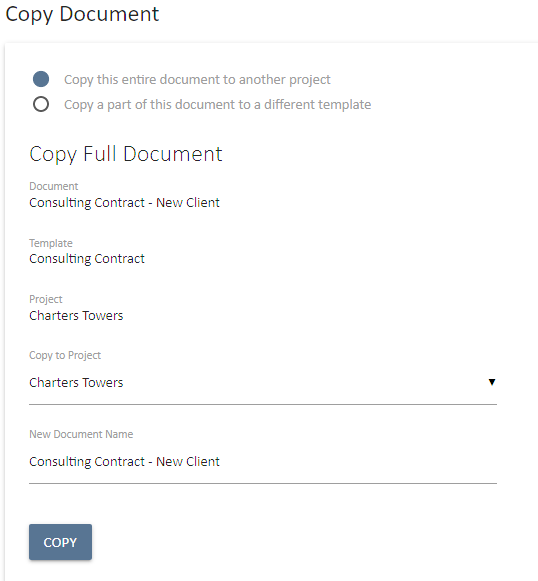 Copy Document
Copy this entire document to another project
Copy a part of this document to a different template
Copy Full Document
Document
Consulting Contract - New Client
Template
Consulting Contract
Project
Charters Towers
Copy to Project
Charters Towers
New Document Name
Consulting Contract - New Client
COPY